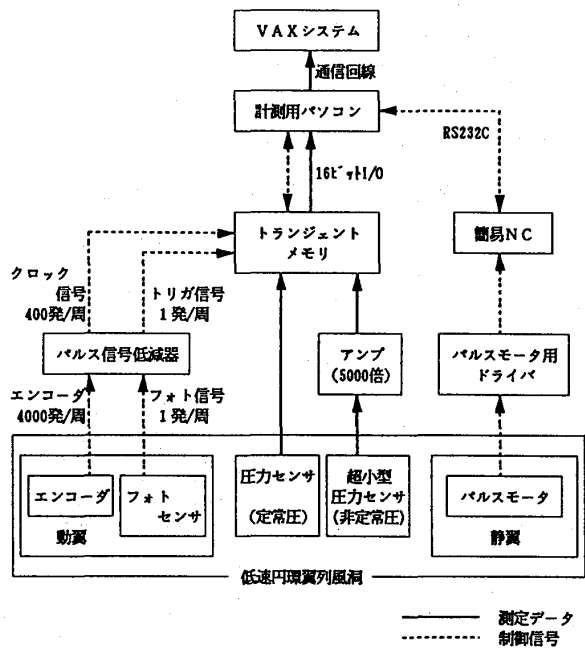 VAXシステム
通信回線
計測用パソコン
RS232C
16ビットI/O
トランジェント
メモリ
簡易NC
クロック
信号
400発/周
トリガ信号
1発/周
パルス信号低減器
アンプ
(5000倍)
パルスモータ用
ドライバ
エンコーダ
4000発/周
フォト信号
1発/周
エンコーダ
フォト
センサ
動翼
圧力センサ
(定常圧)
超小型
圧力センサ
(非定常圧)
パルスモータ
静翼
低速円環翼列風洞
測定データ
制御信号